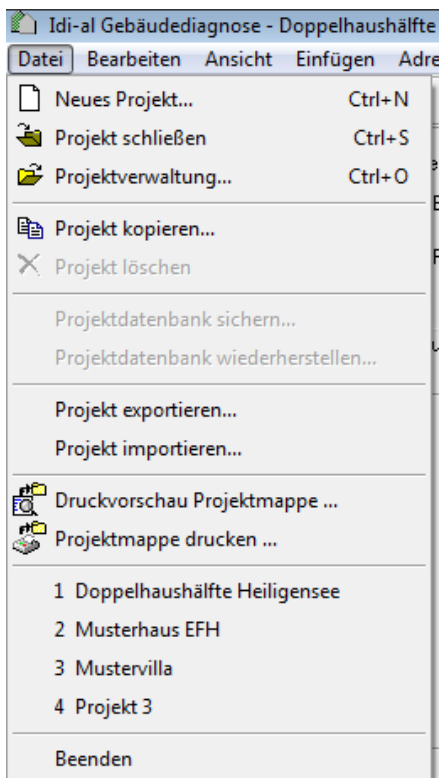 Idi-al Gebäudediagnose - Doppelhaushälfte
Datei Bearbeiten Ansicht Einfügen Adre
Neues Projekt... Ctrl+N
Projekt schließen Ctrl+S
Projektverwaltung... Ctrl+O
Projekt kopieren...
Projekt löschen
Projektdatenbank sichern...
Projektdatenbank wiederherstellen...
Projekt exportieren...
Projekt importieren...
Druckvorschau Projektmappe ...
Projektmappe drucken ...
1 Doppelhaushälfte Heiligensee
2 Musterhaus EFH
3 Mustervilla
4 Projekt 3
Beenden